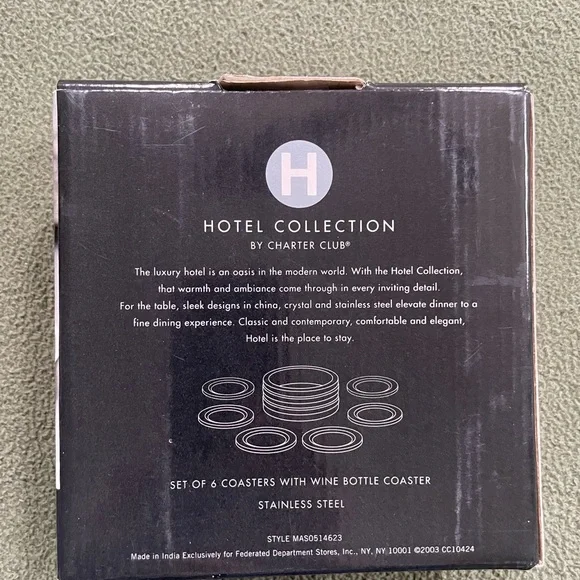 H
HOTEL COLLECTION
BY CHARTER CLUB®
The luxury hotel is an oasis in the modern world. With the Hotel Collection,
that warmth and ambiance come through in every inviting detail.
For the table, sleek designs in china, crystal and stainless steel elevate dinner to a
fine dining experience. Classic and contemporary, comfortable and elegant,
Hotel is the place to stay.
SET OF 6 COASTERS WITH WINE BOTTLE COASTER
STAINLESS STEEL
STYLE MAS0514623
Made in India Exclusively for Federated Department Stores, Inc., NY, NY 10001 ©2003 CC10424